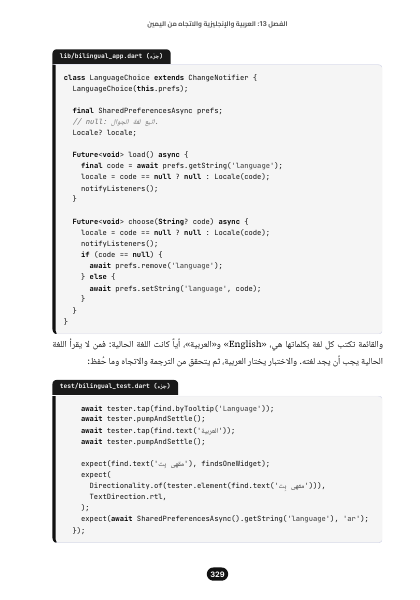 الفصل 13: العربية والإنجليزية والاتجاه من اليمين
lib/bilingual_app.dart (جزء)
class LanguageChoice extends ChangeNotifier {
  LanguageChoice(this.prefs);

  final SharedPreferencesAsync prefs;
  // null: اتبع لغة الجوال.
  Locale? locale;

  Future<void> load() async {
    final code = await prefs.getString('language');
    locale = code == null ? null : Locale(code);
    notifyListeners();
  }

  Future<void> choose(String? code) async {
    locale = code == null ? null : Locale(code);
    notifyListeners();
    if (code == null) {
      await prefs.remove('language');
    } else {
      await prefs.setString('language', code);
    }
  }
}
والقائمة تكتب كل لغة بكلماتها هي، «English» و«العربية»، أياً كانت اللغة الحالية: فمن لا يقرأ اللغة
الحالية يجب أن يجد لغته. والاختبار يختار العربية، ثم يتحقق من الترجمة والاتجاه وما حُفظ:
test/bilingual_test.dart (جزء)
    await tester.tap(find.byTooltip('Language'));
    await tester.pumpAndSettle();
    await tester.tap(find.text('العربية'));
    await tester.pumpAndSettle();

    expect(find.text('مقهى بت'), findsOneWidget);
    expect(
      Directionality.of(tester.element(find.text('مقهى بت'))),
      TextDirection.rtl,
    );
    expect(await SharedPreferencesAsync().getString('language'), 'ar');
  });
329